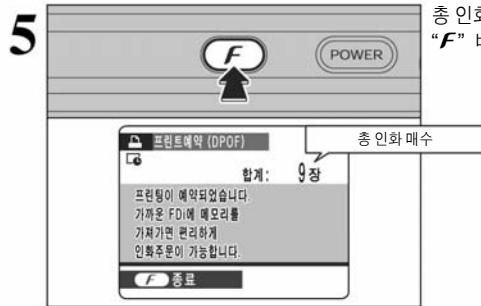 5
총 인
"F"
F
POWER
프린트예약 (DPOF)
총 인화 매수
합계: 9장
프린팅이 예약되었습니다.
가까운 FDi에 메모리를
가져가면 편리하게
인화주문이 가능합니다.
F 종료